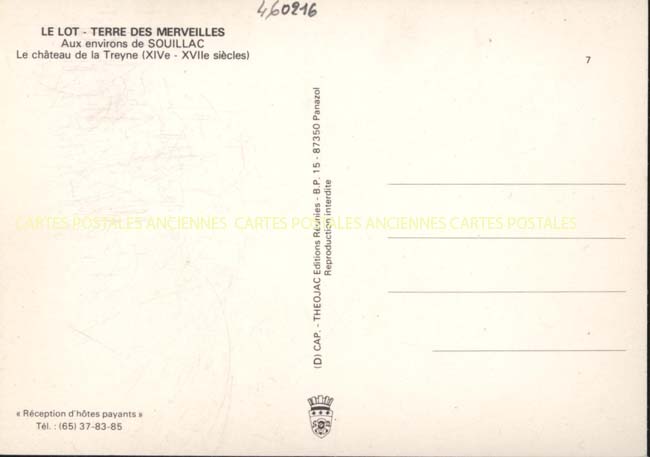 460216
LE LOT - TERRE DES MERVEILLES
Aux environs de SOUILLAC
Le château de la Treyne (XIVe - XVIIe siècles)
7
(D) CAP. - THEOJAC Editions Réunies - B.P. 15 - 87350 Panazol
Reproduction interdite
CARTES POSTALES ANCIENNES CARTES POSTALES ANCIENNES CARTES POSTALES
« Réception d'hôtes payants »
Tél. : (65) 37-83-85